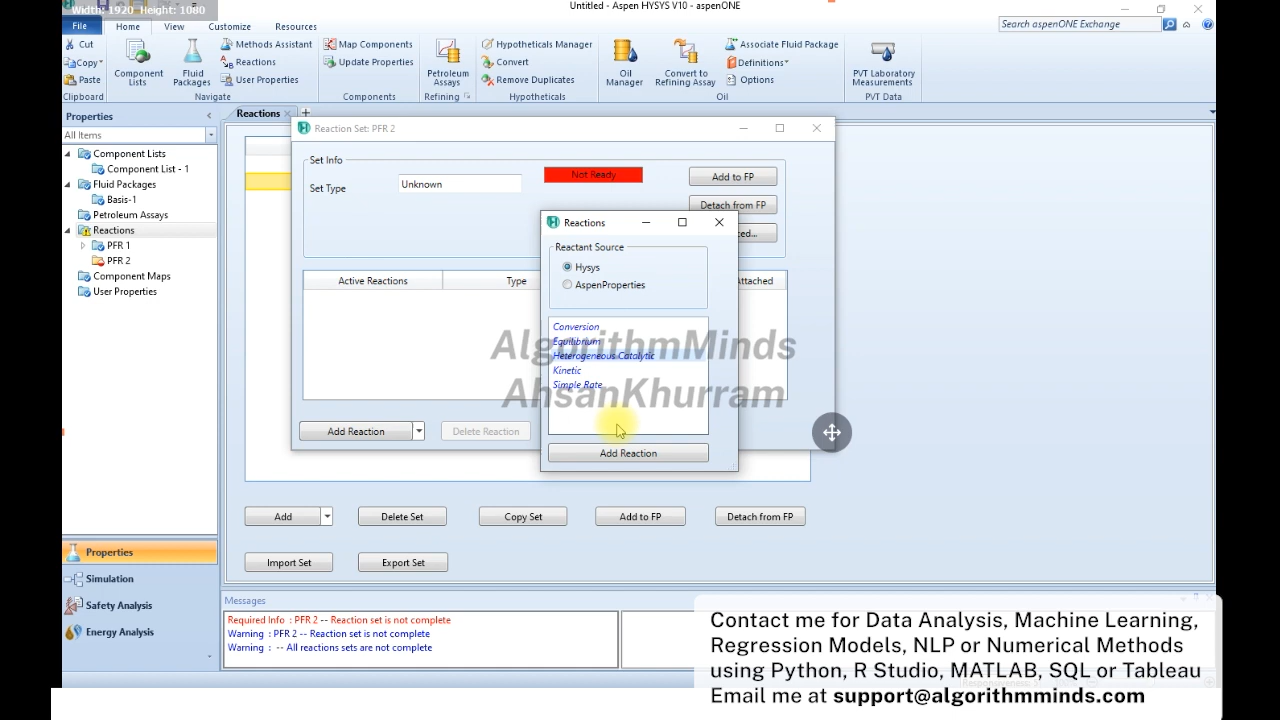 Width: 1920 Height: 1080
Untitled - Aspen HYSYS V10 - aspenONE
File Home View Customize Resources
Search aspenONE Exchange
Cut
Copy
Paste
Clipboard
Component Lists
Fluid Packages
Methods Assistant
Reactions
User Properties
Navigate
Map Components
Update Properties
Components
Petroleum Assays
Refining
Hypotheticals Manager
Convert
Remove Duplicates
Hypotheticals
Oil Manager
Convert to Refining Assay
Associate Fluid Package
Definitions
Options
Oil
PVT Laboratory Measurements
PVT Data
Properties
All Items
Component Lists
Component List - 1
Fluid Packages
Basis-1
Petroleum Assays
Reactions
PFR 1
PFR 2
Component Maps
User Properties
Properties
Simulation
Safety Analysis
Energy Analysis
Reactions
Reaction Set: PFR 2
Set Info
Set Type Unknown
Not Ready
Add to FP
Detach from FP
ced...
Active Reactions Type ttached
Add Reaction
Delete Reaction
Reactions
Reactant Source
Hysys
AspenProperties
Conversion
Equilibrium
Heterogeneous Catalytic
Kinetic
Simple Rate
Add Reaction
AlgorithmMinds
AhsanKhurram
Add Delete Set Copy Set Add to FP Detach from FP
Import Set Export Set
Messages
Required Info : PFR 2 -- Reaction set is not complete
Warning : PFR 2 -- Reaction set is not complete
Warning : -- All reactions sets are not complete
Contact me for Data Analysis, Machine Learning,
Regression Models, NLP or Numerical Methods
using Python, R Studio, MATLAB, SQL or Tableau
Email me at support@algorithmminds.com